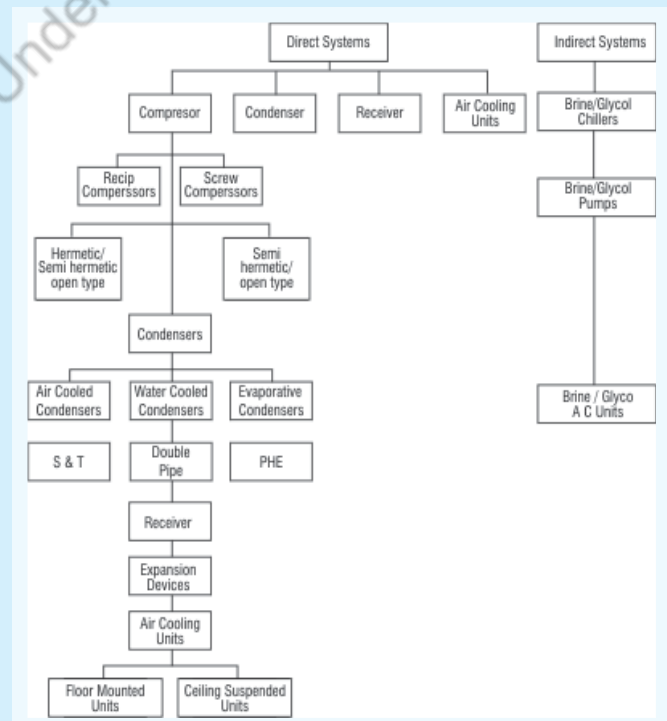 Under
Direct Systems
Indirect Systems
Compresor
Condenser
Receiver
Air Cooling
Units
Brine/Glycol
Chillers
Recip
Comperssors
Screw
Comperssors
Brine/Glycol
Pumps
Hermetic/
Semi hermetic
open type
Semi
hermetic/
open type
Condensers
Air Cooled
Condensers
Water Cooled
Condensers
Evaporative
Condensers
Brine / Glyco
A C Units
S & T
Double
Pipe
PHE
Receiver
Expansion
Devices
Air Cooling
Units
Floor Mounted
Units
Ceiling Suspended
Units